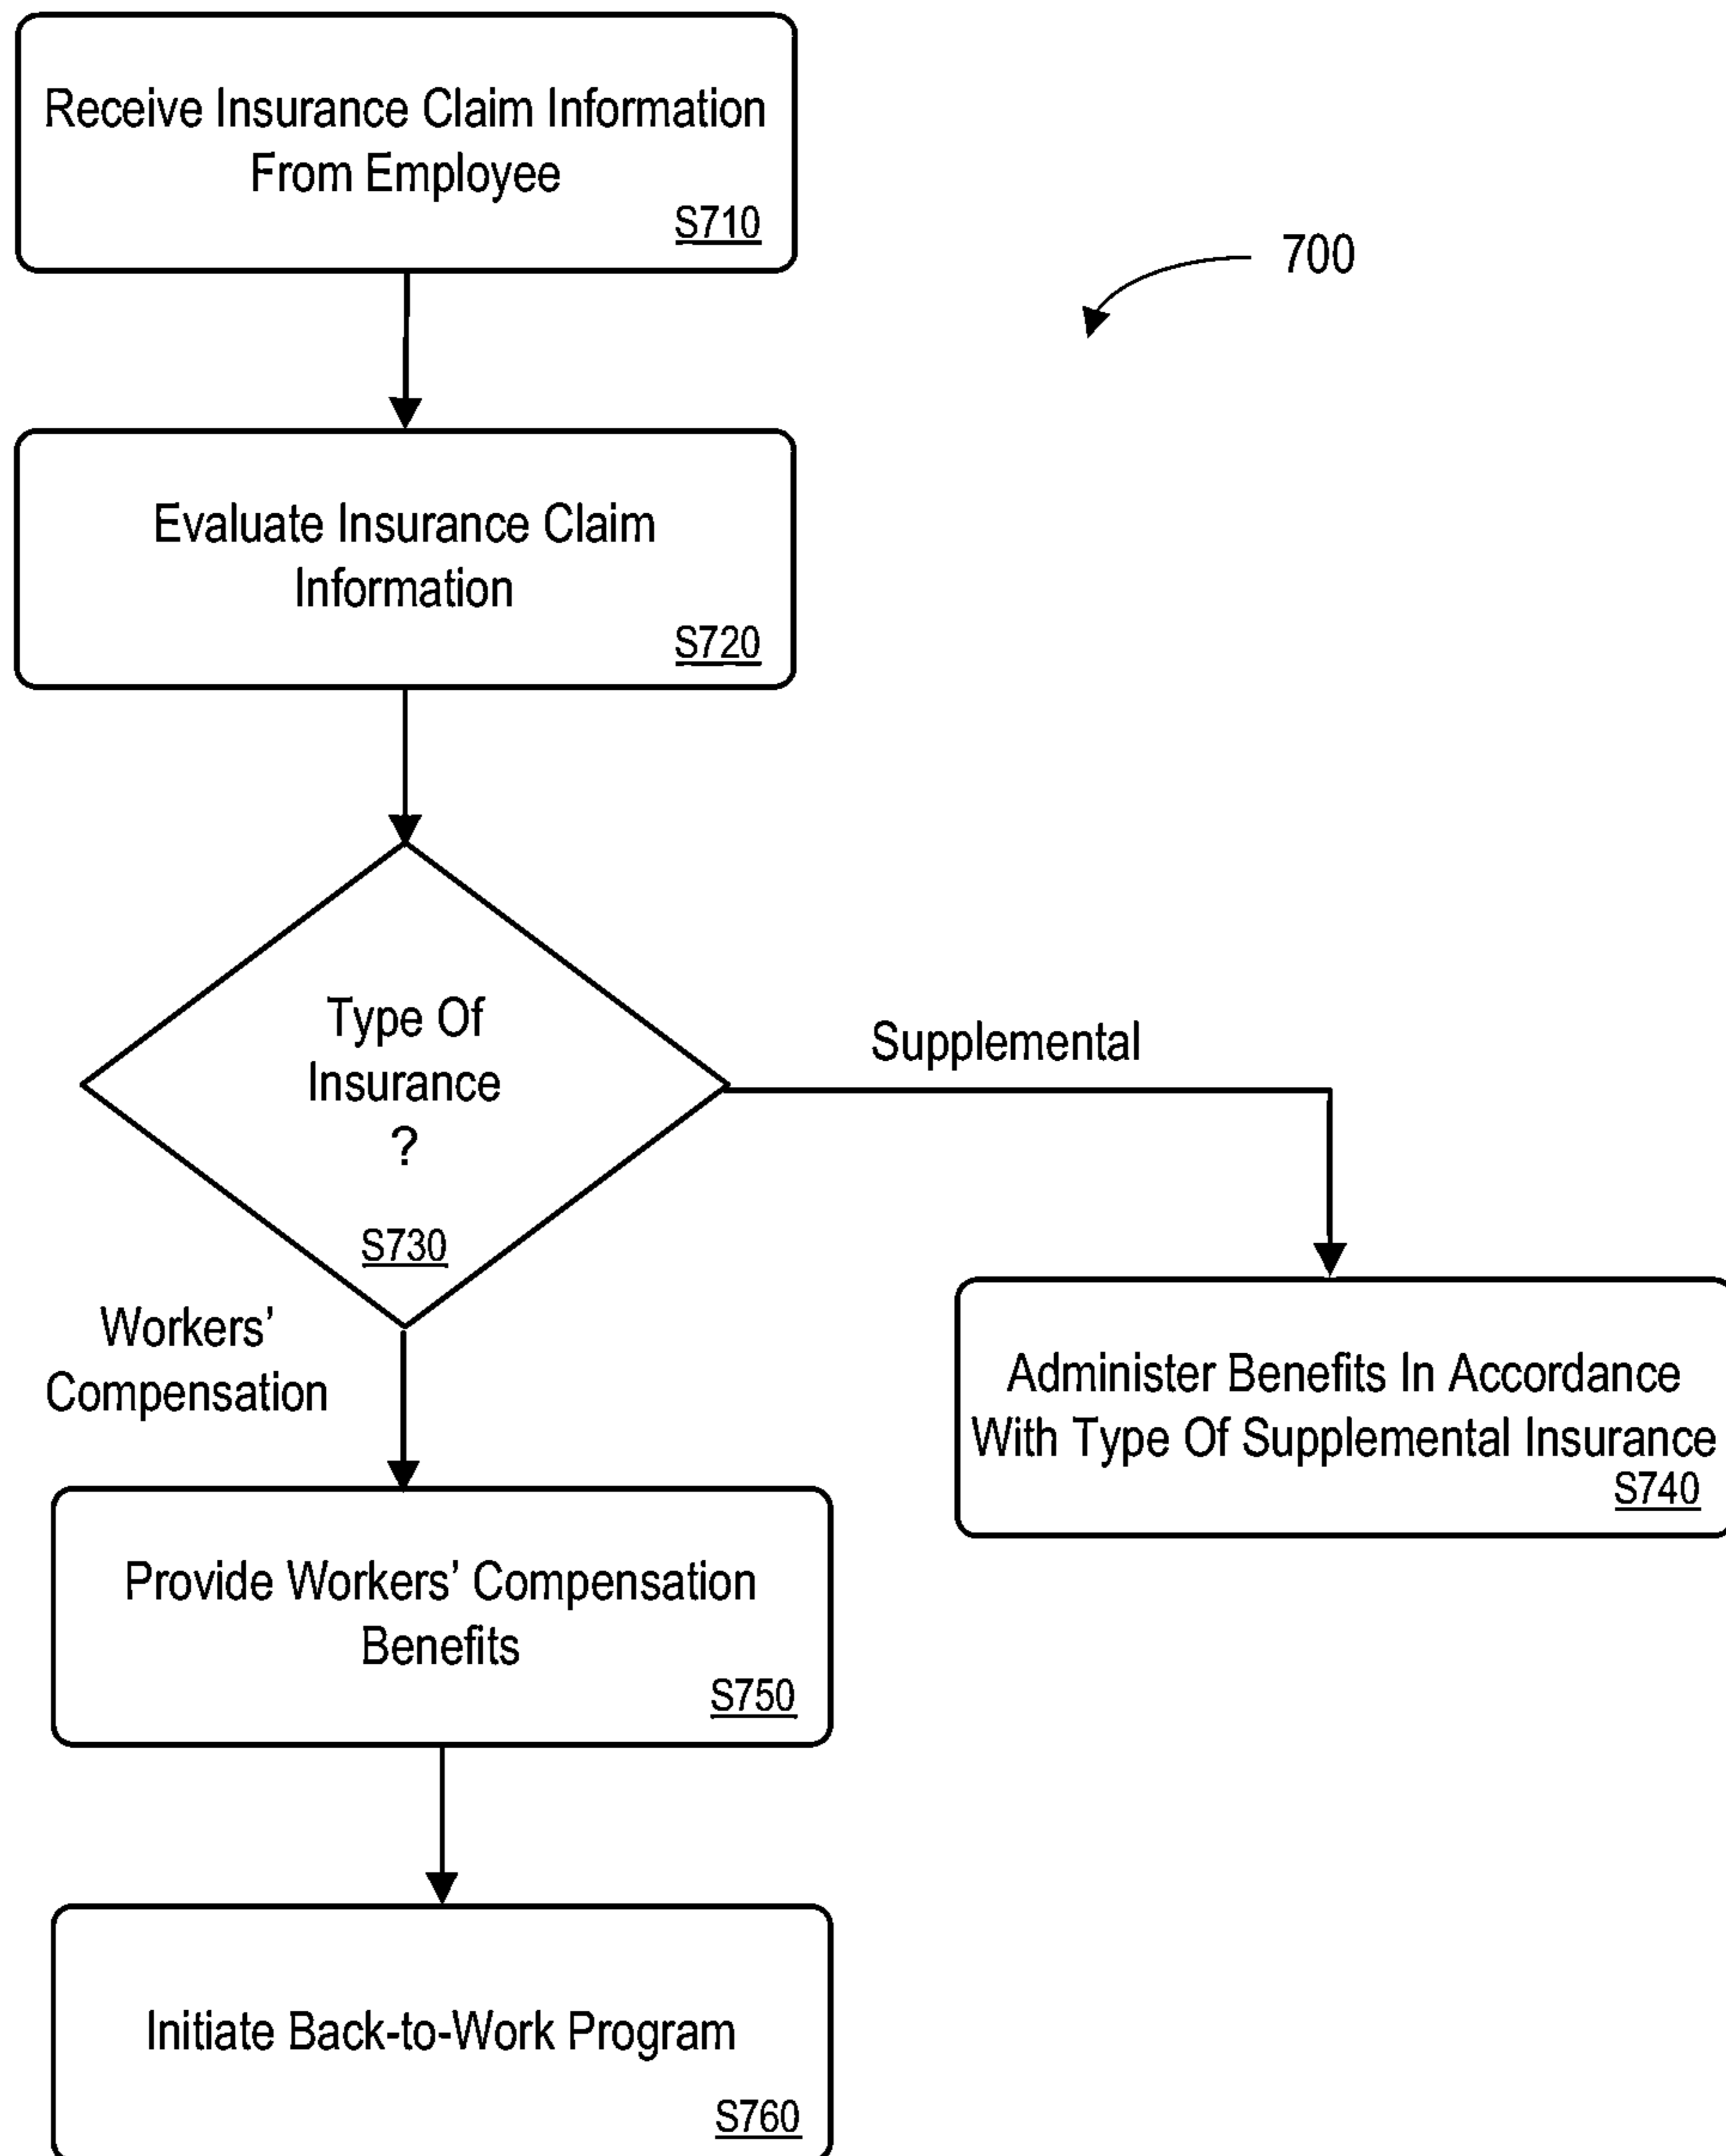 Receive Insurance Claim Information
From Employee
S710
700
Evaluate Insurance Claim
Information
S720
Type Of
Insurance
?
S730
Supplemental
Workers’
Compensation
Administer Benefits In Accordance
With Type Of Supplemental Insurance
S740
Provide Workers’ Compensation
Benefits
S750
Initiate Back-to-Work Program
S760